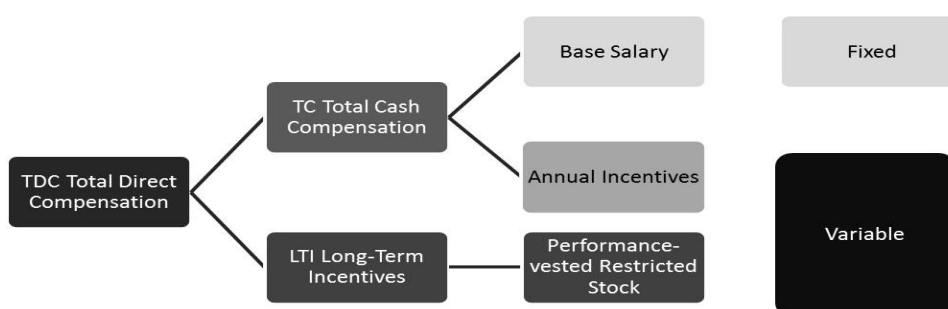 Base Salary
Fixed
TC Total Cash
Compensation
TDC Total Direct
Compensation
Annual Incentives
Variable
LTI Long-Term
Incentives
Performance-
vested Restricted
Stock